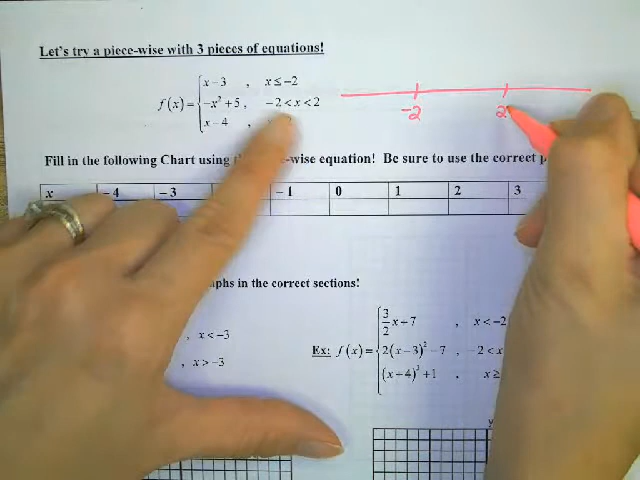 Let's try a piece-wise with 3 pieces of equations!
f(x) = { x − 3 , x ≤ −2
−x² + 5 , −2 < x < 2
x − 4 ,
−2 2
Fill in the following Chart using -wise equation! Be sure to use the correct
x −4 −3 −1 0 1 2 3
in the correct sections!
, x < −3
, x > −3
Ex: f(x) = { 3/2 x + 7 , x < −2
2(x − 3)² − 7 , −2 < x
(x + 4)³ + 1 , x ≥
y